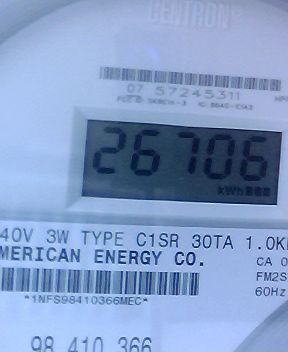 CENTRON®
07 57245311
26706
kWh 888
40V 3W TYPE C1SR 30TA 1.0K
MERICAN ENERGY CO. CA 0
FM2S
*1NFS98410366MEC* 60Hz
98 410 366